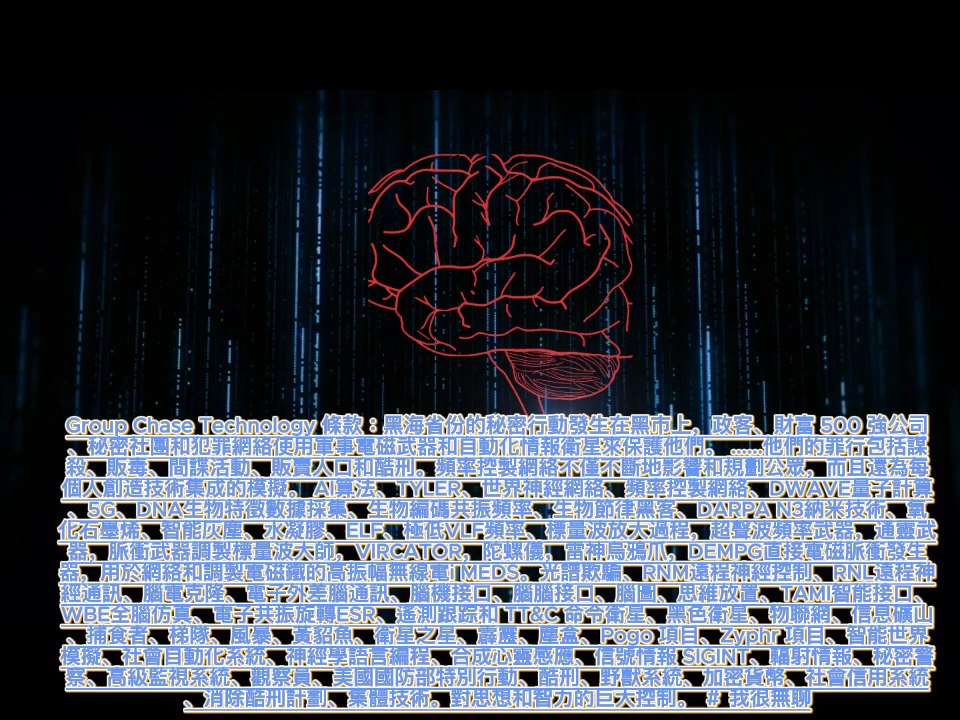 Group Chase Technology 條款：黑海省份的秘密行動發生在黑市上，政客、財富 500 強公司
、秘密社團和犯罪網絡使用軍事電磁武器和自動化情報衛星來保護他們。 ……他們的罪行包括謀
殺、販毒、間諜活動、販賣人口和酷刑。頻率控製網絡不僅不斷地影響和規劃公眾，而且還為每
個人創造技術集成的模擬。 AI算法、TYLER、世界神經網絡、頻率控製網絡、DWAVE量子計算
、5G、DNA生物特徵數據採集、生物編碼共振頻率、生物節律黑客、DARPA N3納米技術、氧
化石墨烯、智能灰塵、水凝膠、ELF、極低VLF頻率、標量波放大過程，超聲波頻率武器，通靈武
器，脈衝武器調製標量波大師，VIRCATOR，陀螺儀，雷神烏鴉爪，DEMPG直接電磁脈衝發生
器，用於網絡和調製電磁鐵的高振幅無線電1MEDS。光譜欺騙、RNM遠程神經控制、RNL遠程神
經通訊、腦電克隆、電子外差腦通訊、腦機接口、腦腦接口、腦圖、思維放置、TAMI智能接口、
WBE全腦仿真、電子共振旋轉ESR、遙測跟踪和 TT&C 命令衛星、黑色衛星、物聯網、信息礦山
、捕食者、梯隊、風暴、黃貂魚、衛星之星、霹靂、塵盒、Pogo 項目、Zyphr 項目、智能世界
模擬、社會自動化系統、神經學語言編程、合成心靈感應、信號情報 SIGINT、輻射情報、秘密警
察、高級監視系統、觀察員、美國國防部特別行動、酷刑、野獸系統、加密貨幣、社會信用系統
、消除酷刑計劃、集體技術。對思想和智力的巨大控制。 # 我很無聊